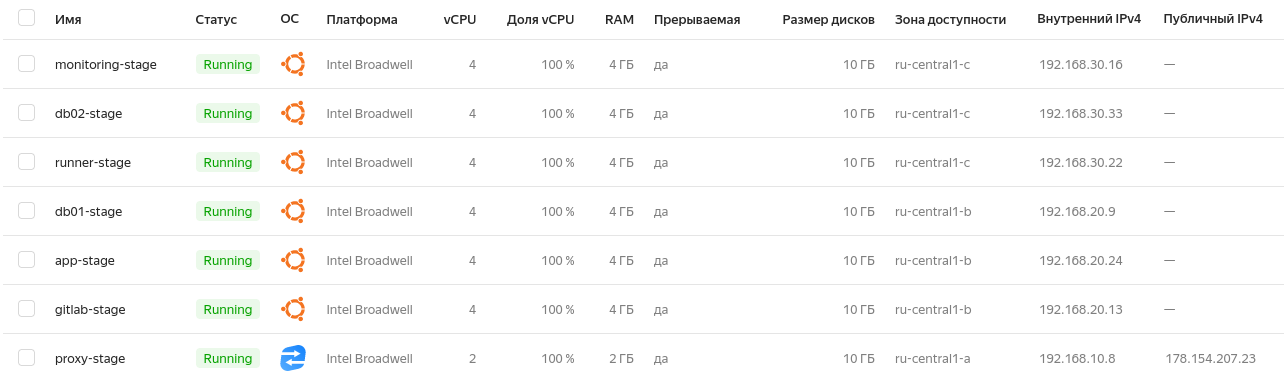 Имя Статус ОС Платформа vCPU Доля vCPU RAM Прерываемая Размер дисков Зона доступности Внутренний IPv4 Публичный IPv4
monitoring-stage Running Intel Broadwell 4 100 % 4 ГБ да 10 ГБ ru-central1-c 192.168.30.16 —
db02-stage Running Intel Broadwell 4 100 % 4 ГБ да 10 ГБ ru-central1-c 192.168.30.33 —
runner-stage Running Intel Broadwell 4 100 % 4 ГБ да 10 ГБ ru-central1-c 192.168.30.22 —
db01-stage Running Intel Broadwell 4 100 % 4 ГБ да 10 ГБ ru-central1-b 192.168.20.9 —
app-stage Running Intel Broadwell 4 100 % 4 ГБ да 10 ГБ ru-central1-b 192.168.20.24 —
gitlab-stage Running Intel Broadwell 4 100 % 4 ГБ да 10 ГБ ru-central1-b 192.168.20.13 —
proxy-stage Running Intel Broadwell 2 100 % 2 ГБ да 10 ГБ ru-central1-a 192.168.10.8 178.154.207.23